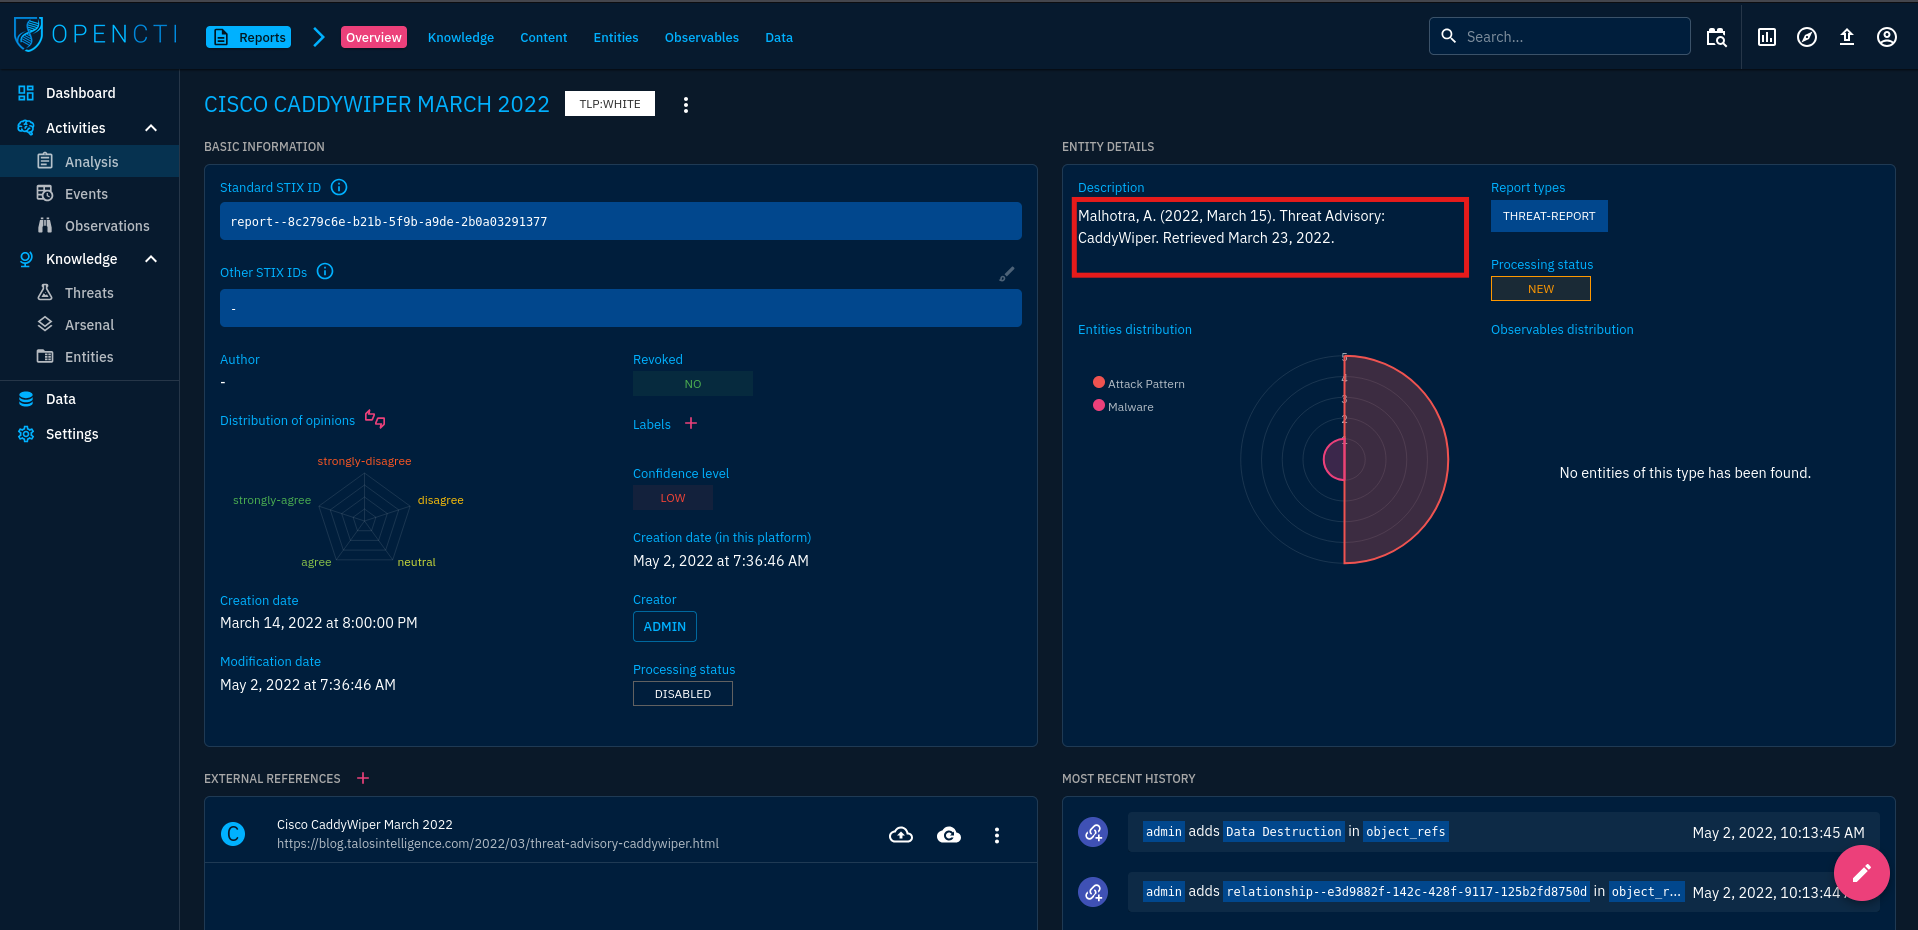 OPENCTI
Reports
Overview
Knowledge
Content
Entities
Observables
Data
Search...
Dashboard
Activities
Analysis
Events
Observations
Knowledge
Threats
Arsenal
Entities
Data
Settings
CISCO CADDYWIPER MARCH 2022
TLP:WHITE
BASIC INFORMATION
Standard STIX ID
report--8c279c6e-b21b-5f9b-a9de-2b0a03291377
Other STIX IDs
-
Author
-
Revoked
NO
Distribution of opinions
strongly-disagree
strongly-agree
disagree
agree
neutral
Labels
Confidence level
LOW
Creation date (in this platform)
May 2, 2022 at 7:36:46 AM
Creation date
March 14, 2022 at 8:00:00 PM
Creator
ADMIN
Modification date
May 2, 2022 at 7:36:46 AM
Processing status
DISABLED
ENTITY DETAILS
Description
Malhotra, A. (2022, March 15). Threat Advisory:
CaddyWiper. Retrieved March 23, 2022.
Report types
THREAT-REPORT
Processing status
NEW
Entities distribution
Attack Pattern
Malware
5
4
3
2
1
Observables distribution
No entities of this type has been found.
EXTERNAL REFERENCES
C
Cisco CaddyWiper March 2022
https://blog.talosintelligence.com/2022/03/threat-advisory-caddywiper.html
MOST RECENT HISTORY
admin adds Data Destruction in object_refs
May 2, 2022, 10:13:45 AM
admin adds relationship--e3d9882f-142c-428f-9117-125b2fd8750d in object_r...
May 2, 2022, 10:13:44